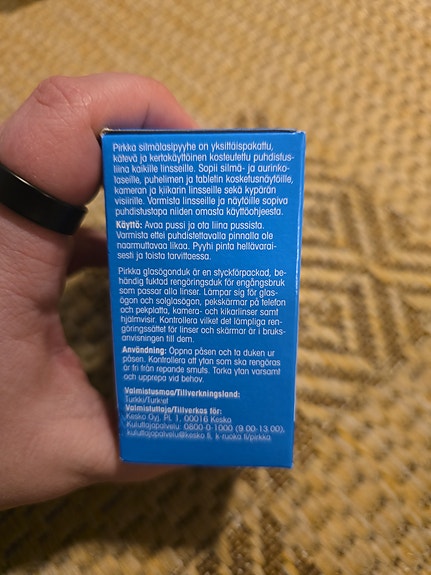 Pirkka silmälasipyyhe on yksittäispakattu,
kätevä ja kertakäyttöinen kosteutettu puhdistus-
liina kaikille linsseille. Sopii silmä- ja aurinko-
laseille, puhelimen ja tabletin kosketusnäytöille,
kameran ja kiikarin linsseille sekä kypärän
visiirille. Varmista linsseille ja näytöille sopiva
puhdistustapa niiden omasta käyttöohjeesta.
Käyttö: Avaa pussi ja ota liina pussista.
Varmista ettei puhdistettavalla pinnalla ole
naarmuttavaa likaa. Pyyhi pinta hellävarai-
sesti ja toista tarvittaessa.
Pirkka glasögonduk är en styckförpackad, be-
händig fuktad rengöringsduk för engångsbruk
som passar alla linser. Lämpar sig för glas-
ögon och solglasögon, pekskärmar på telefon
och pekplatta, kamera- och kikarlinser samt
hjälmvisir. Kontrollera vilket det lämpliga ren-
göringssättet för linser och skärmar är i bruks-
anvisningen till dem.
Användning: Öppna påsen och ta duken ur
påsen. Kontrollera att ytan som ska rengöras
är fri från repande smuts. Torka ytan varsamt
och upprepa vid behov.
Valmistusmaa/Tillverkningsland:
Turkki/Turkiet
Valmistuttaja/Tillverkas för:
Kesko Oyj, PL 1, 00016 Kesko
Kuluttajapalvelu: 0800 0 1000 (9.00-13.00),
kuluttajapalvelu@kesko.fi, k-ruoka.fi/pirkka